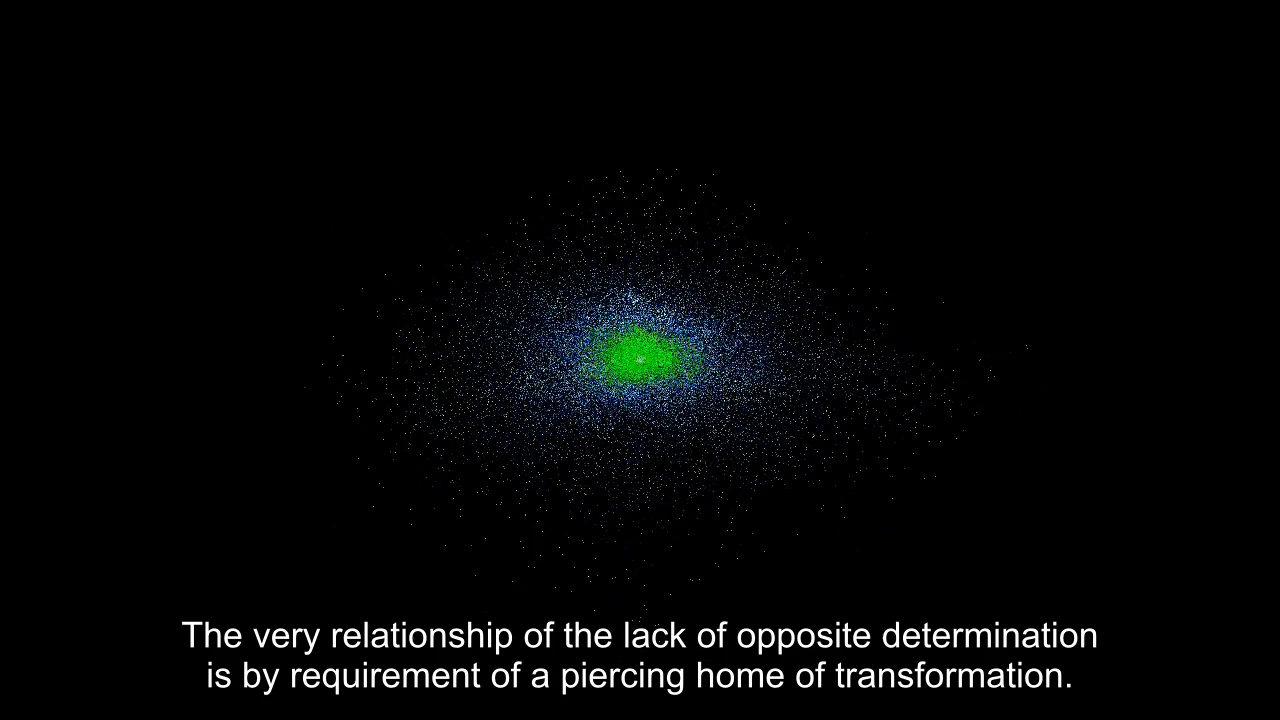 The very relationship of the lack of opposite determination
is by requirement of a piercing home of transformation.